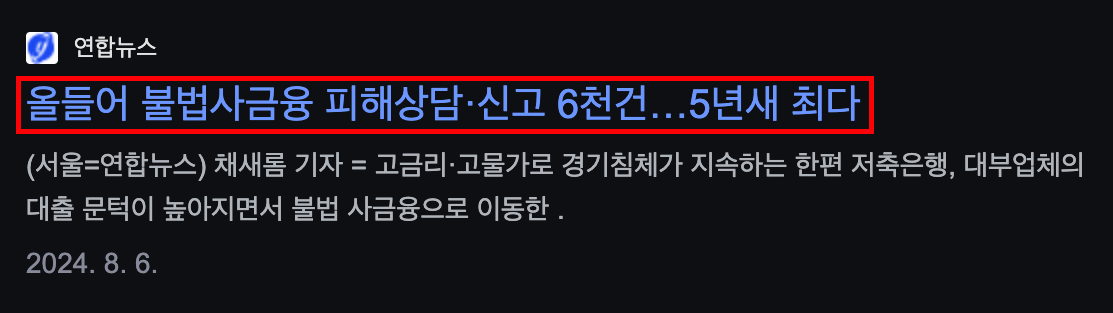 연합뉴스
올들어 불법사금융 피해상담·신고 6천건…5년새 최다
(서울=연합뉴스) 채새롬 기자 = 고금리·고물가로 경기침체가 지속하는 한편 저축은행, 대부업체의
대출 문턱이 높아지면서 불법 사금융으로 이동한 .
2024. 8. 6.